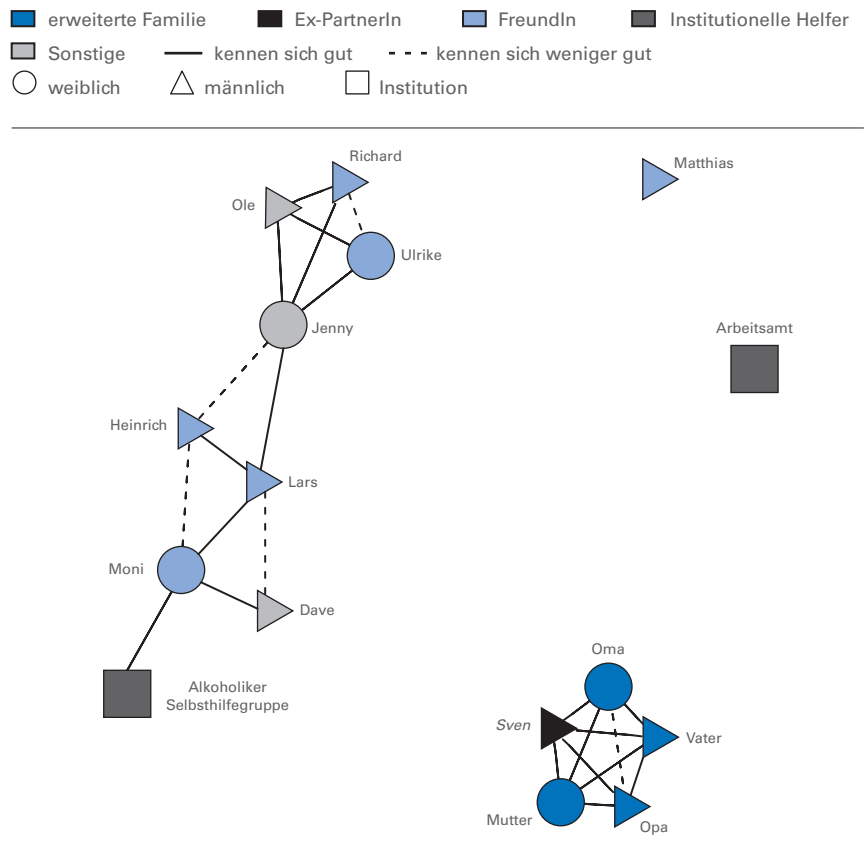 erweiterte Familie Ex-PartnerIn FreundIn Institutionelle Helfer
Sonstige kennen sich gut kennen sich weniger gut
weiblich männlich Institution
Richard
Matthias
Ole
Ulrike
Jenny
Arbeitsamt
Heinrich
Lars
Moni
Dave
Alkoholiker
Selbsthilfegruppe
Oma
Sven
Vater
Mutter
Opa